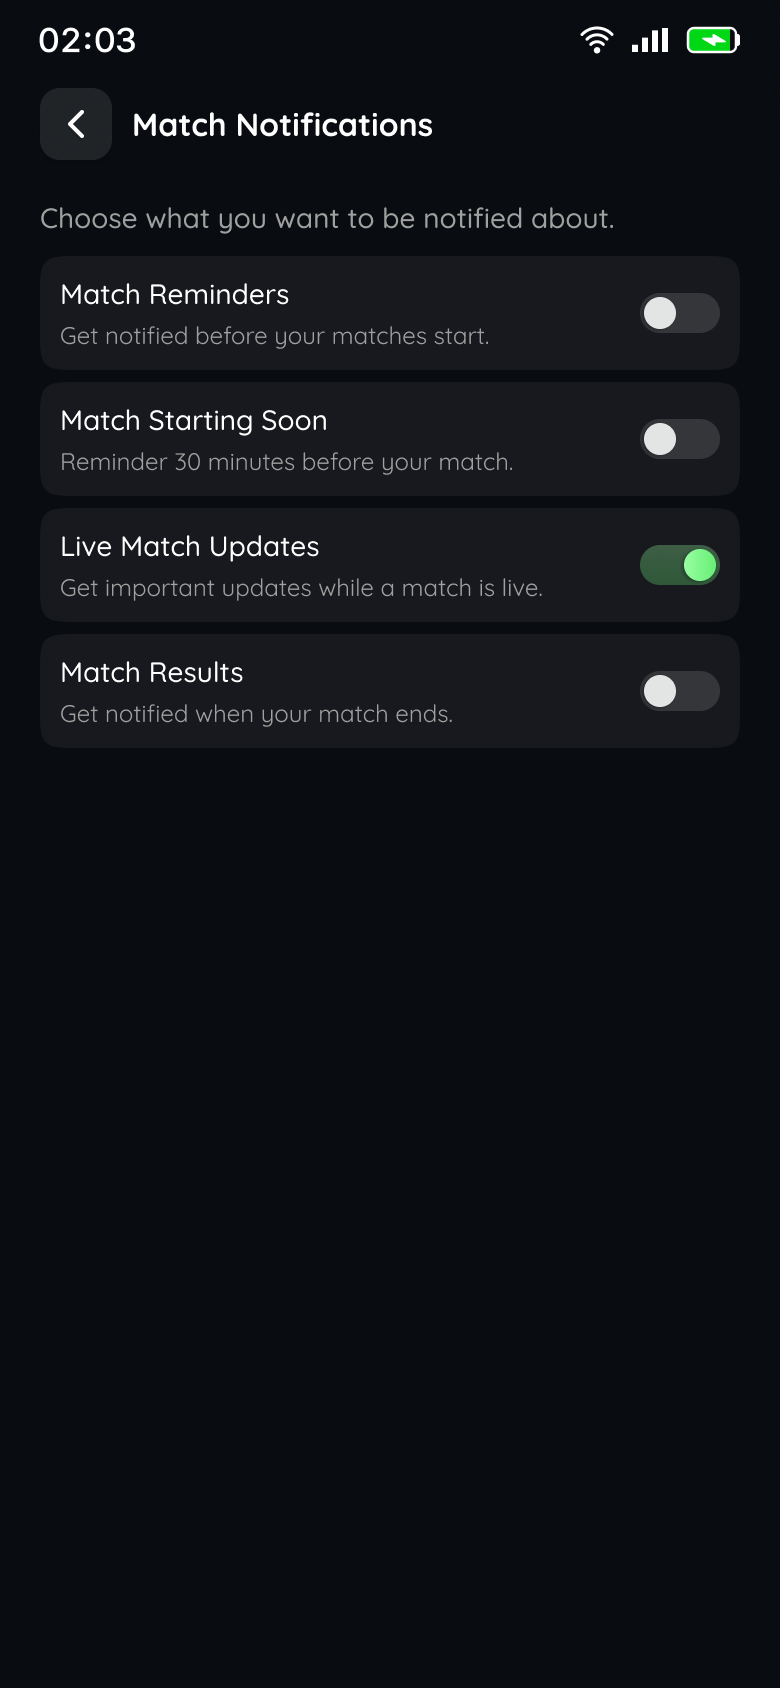 02:03
Match Notifications
Choose what you want to be notified about.
Match Reminders
Get notified before your matches start.
Match Starting Soon
Reminder 30 minutes before your match.
Live Match Updates
Get important updates while a match is live.
Match Results
Get notified when your match ends.